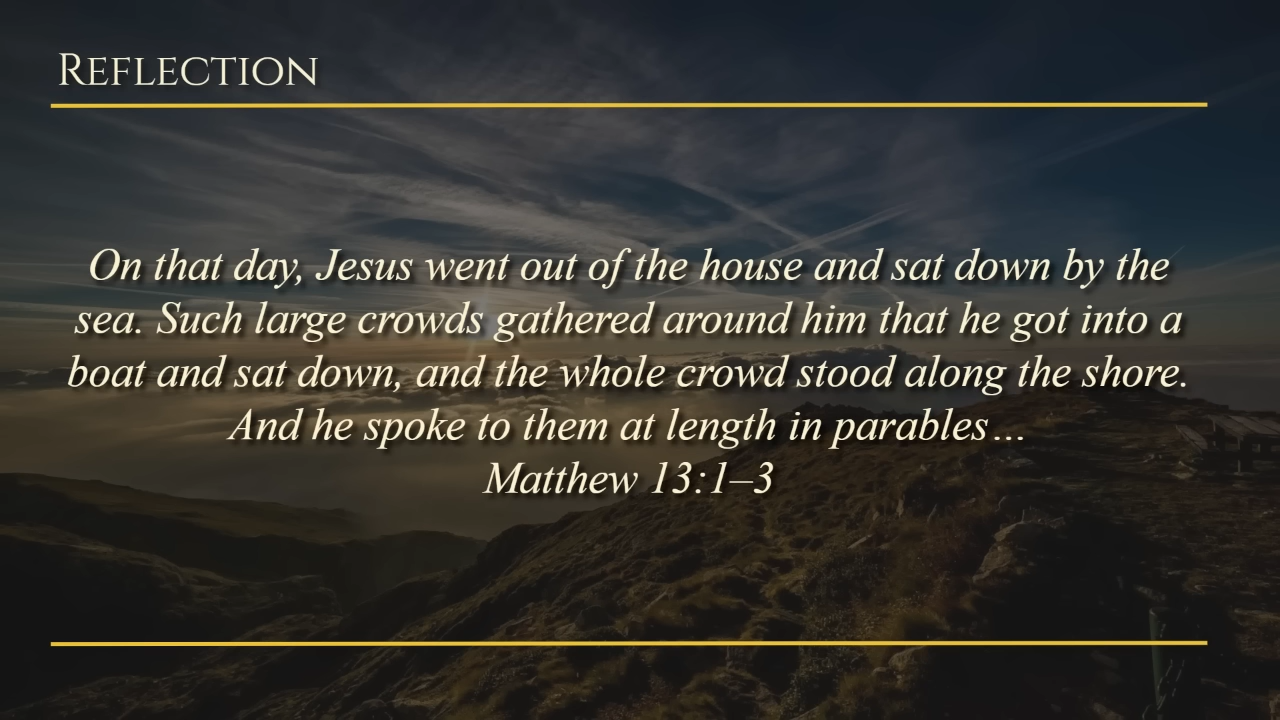 Reflection
On that day, Jesus went out of the house and sat down by the
sea. Such large crowds gathered around him that he got into a
boat and sat down, and the whole crowd stood along the shore.
And he spoke to them at length in parables…
Matthew 13:1–3